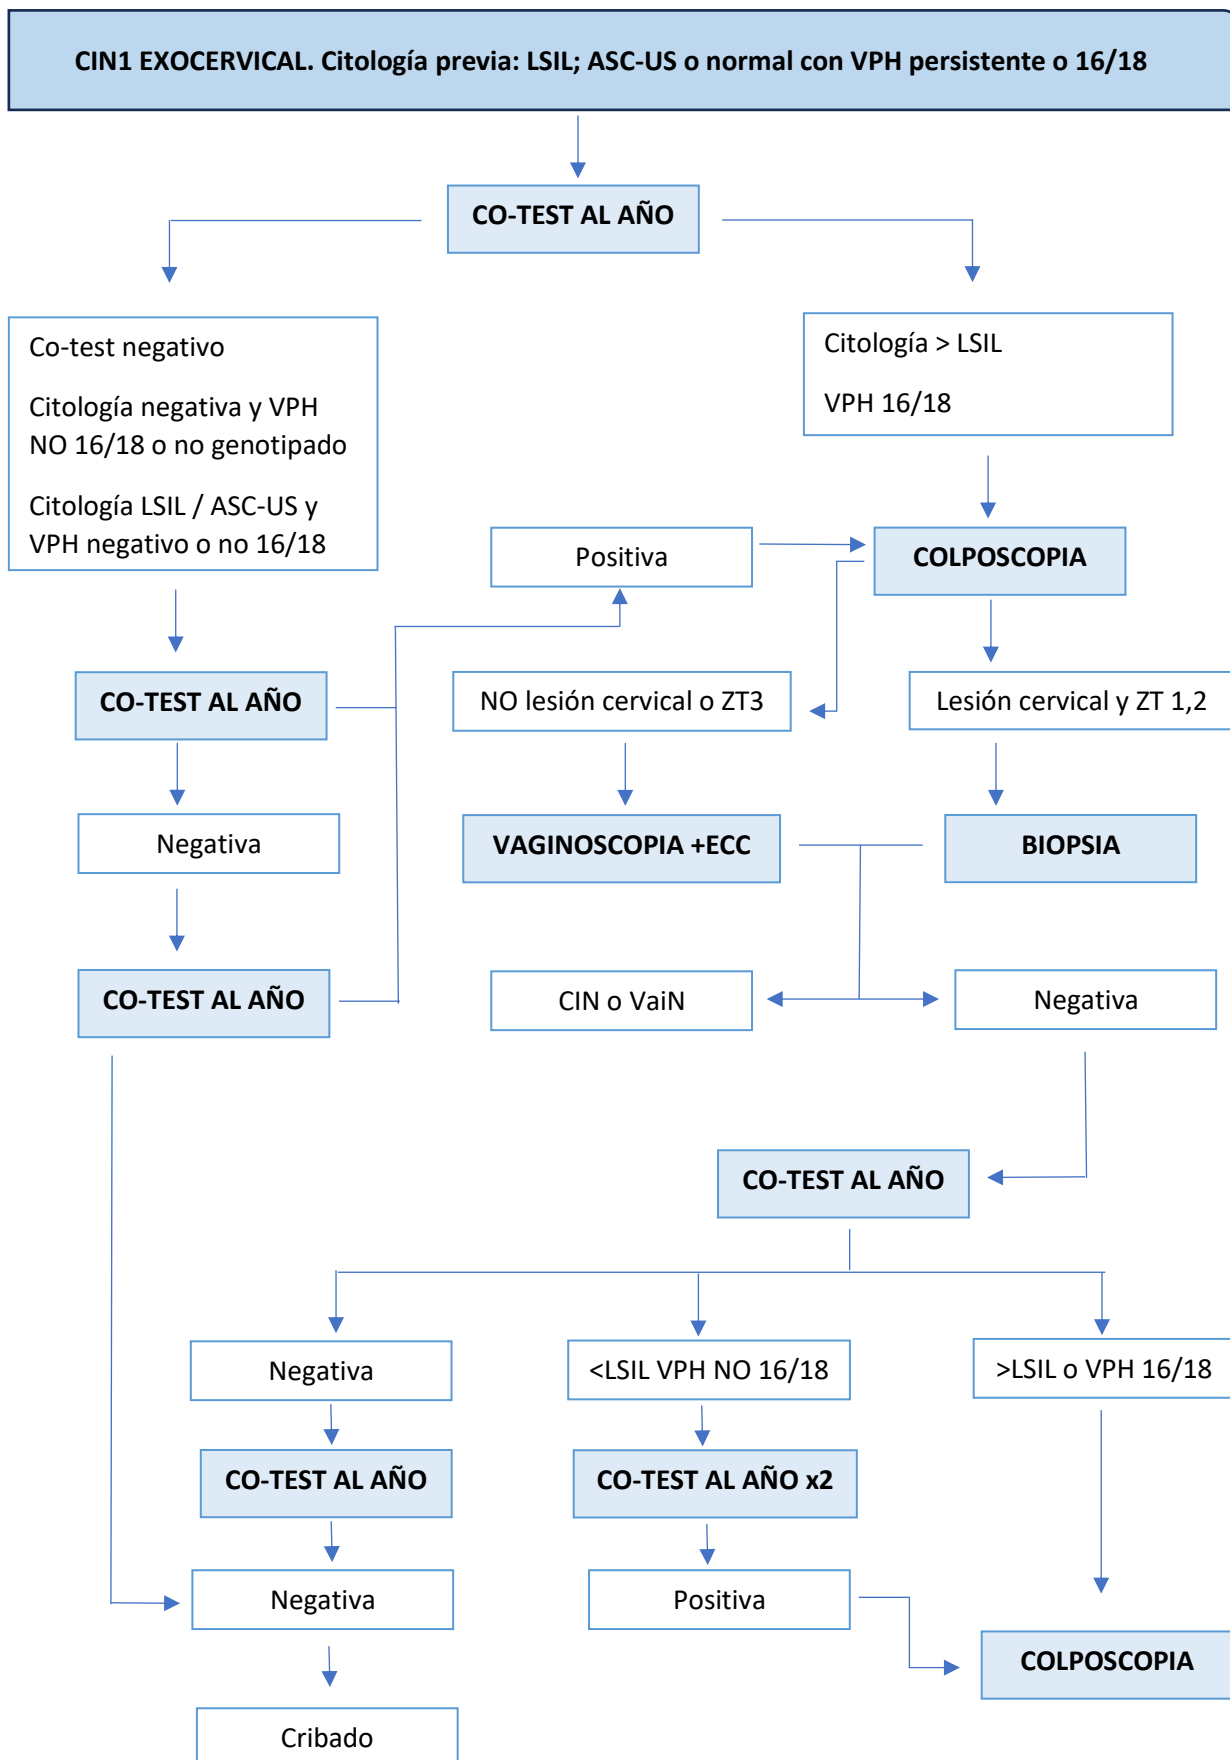 CIN1 EXOCERVICAL. Citología previa: LSIL; ASC-US o normal con VPH persistente o 16/18
CO-TEST AL AÑO
Co-test negativo
Citología negativa y VPH
NO 16/18 o no genotipado
Citología LSIL / ASC-US y
VPH negativo o no 16/18
Citología > LSIL
VPH 16/18
Positiva
COLPOSCOPIA
CO-TEST AL AÑO
NO lesión cervical o ZT3
Lesión cervical y ZT 1,2
Negativa
VAGINOSCOPIA +ECC
BIOPSIA
CO-TEST AL AÑO
CIN o VaiN
Negativa
CO-TEST AL AÑO
Negativa
<LSIL VPH NO 16/18
>LSIL o VPH 16/18
CO-TEST AL AÑO
CO-TEST AL AÑO x2
Negativa
Positiva
COLPOSCOPIA
Cribado